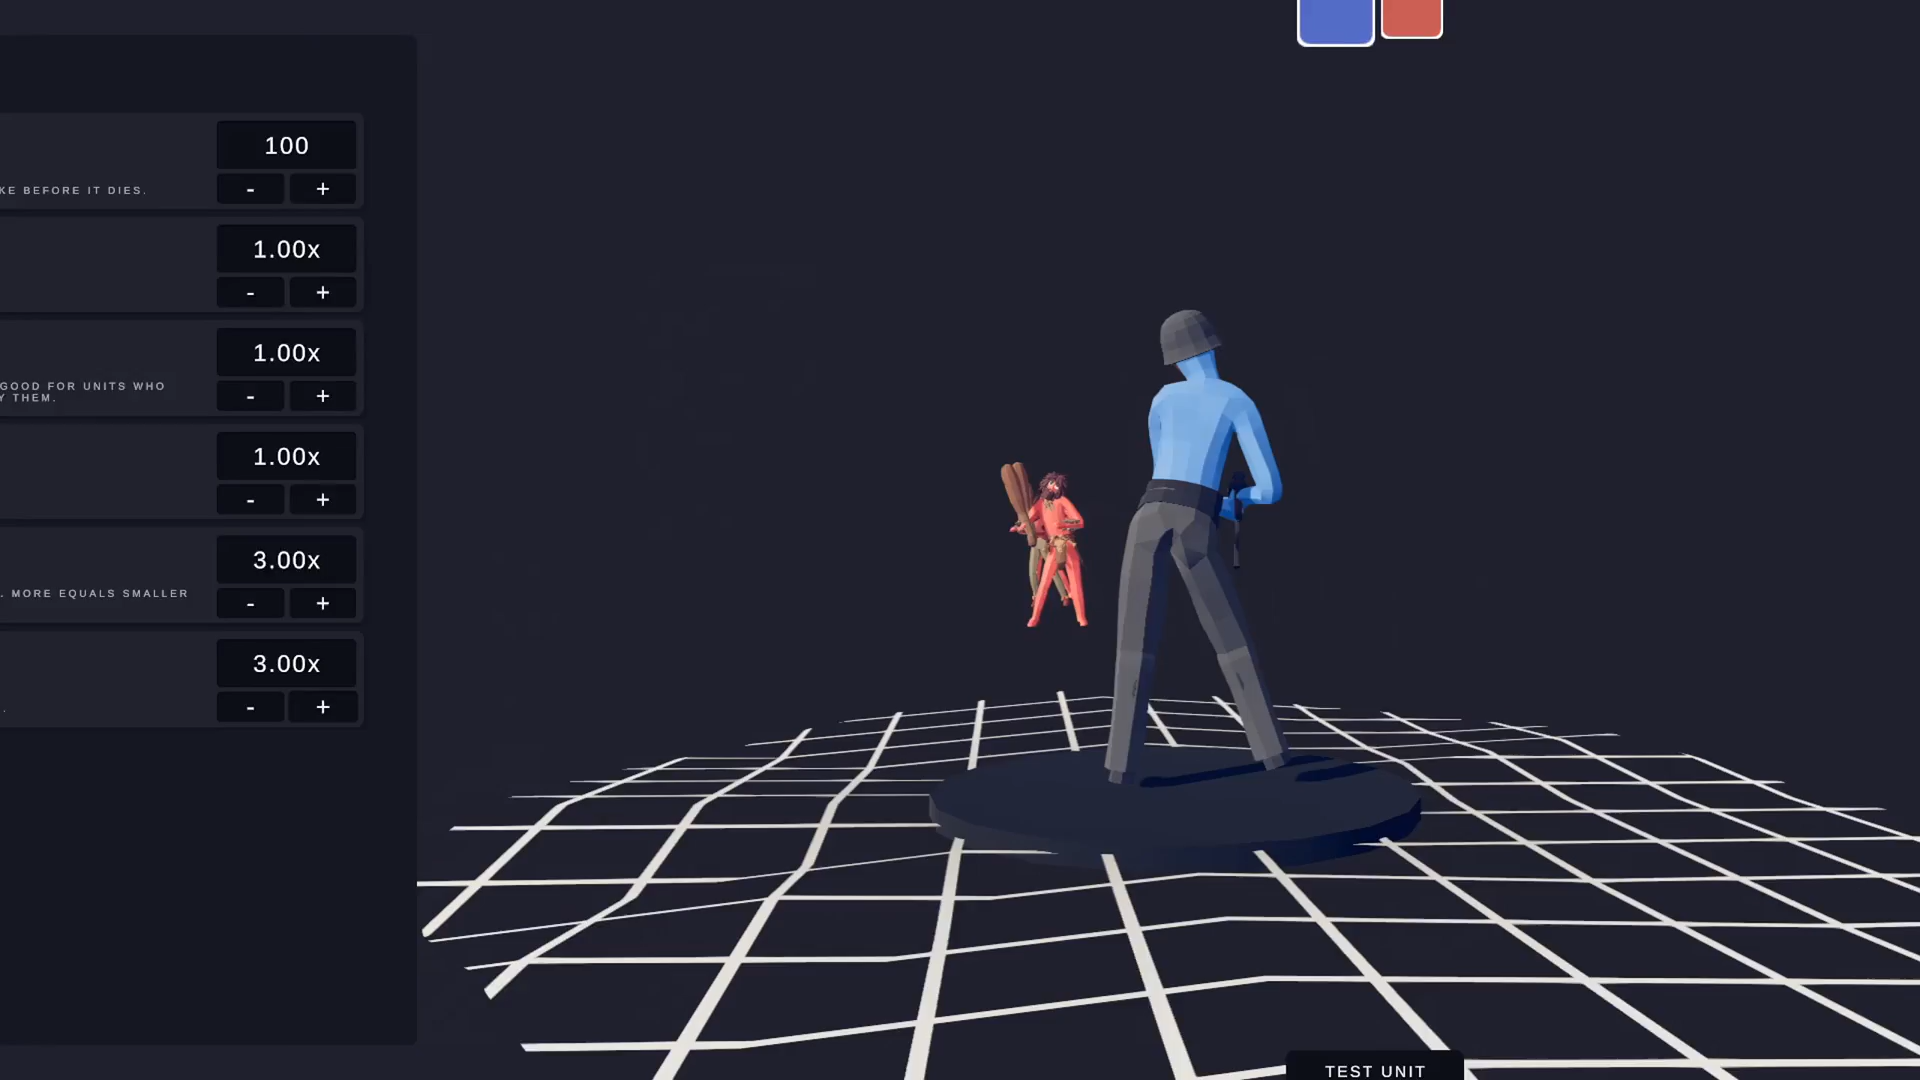 100
KE BEFORE IT DIES.
- +
1.00x
- +
1.00x
GOOD FOR UNITS WHO
Y THEM.
- +
1.00x
- +
3.00x
. MORE EQUALS SMALLER
- +
3.00x
.
- +
TEST UNIT